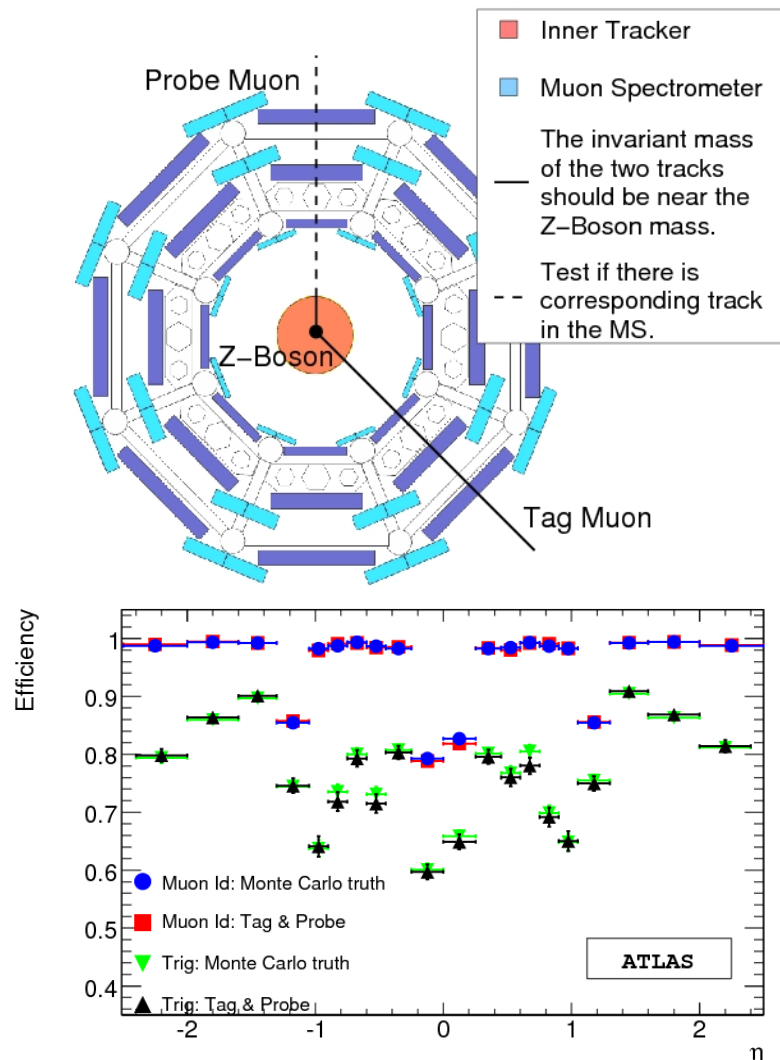 Probe Muon
Inner Tracker
Muon Spectrometer
The invariant mass
of the two tracks
should be near the
Z-Boson mass.
Test if there is
corresponding track
in the MS.
Z-Boson
Tag Muon
Efficiency
1
0.9
0.8
0.7
0.6
0.5
0.4
Muon Id: Monte Carlo truth
Muon Id: Tag & Probe
Trig: Monte Carlo truth
Trig: Tag & Probe
ATLAS
-2
-1
0
1
2
η